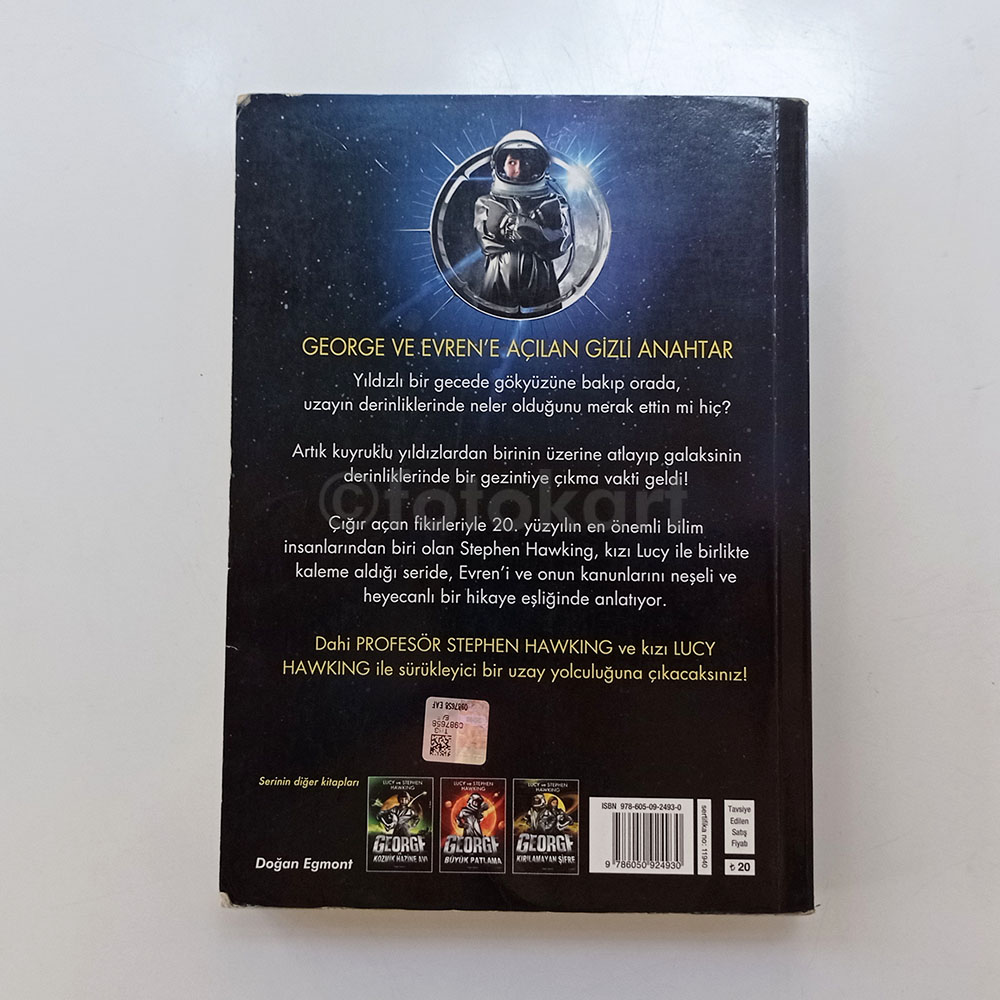 GEORGE VE EVREN'E AÇILAN GİZLİ ANAHTAR
Yıldızlı bir gecede gökyüzüne bakıp orada,
uzayın derinliklerinde neler olduğunu merak ettin mi hiç?
Artık kuyruklu yıldızlardan birinin üzerine atlayıp galaksinin
derinliklerinde bir gezintiye çıkma vakti geldi!
©fotokart
Çığır açan fikirleriyle 20. yüzyılın en önemli bilim
insanlarından biri olan Stephen Hawking, kızı Lucy ile birlikte
kaleme aldığı seride, Evren'i ve onun kanunlarını neşeli ve
heyecanlı bir hikaye eşliğinde anlatıyor.
Dahi PROFESÖR STEPHEN HAWKING ve kızı LUCY
HAWKING ile sürükleyici bir uzay yolculuğuna çıkacaksınız!
0987658 EAF
0987658
Serinin diğer kitapları
LUCY ve STEPHEN
HAWKING
GEORGE
KOZMİK HAZİNE AVI
LUCY ve STEPHEN
HAWKING
GEORGE
BÜYÜK PATLAMA
LUCY ve STEPHEN
HAWKING
GEORGE
KIRILAMAYAN ŞİFRE
ISBN 978-605-09-2493-0
9 786050 924930
sertifika no: 11940
Tavsiye
Edilen
Satış
Fiyatı
₺ 20
Doğan Egmont